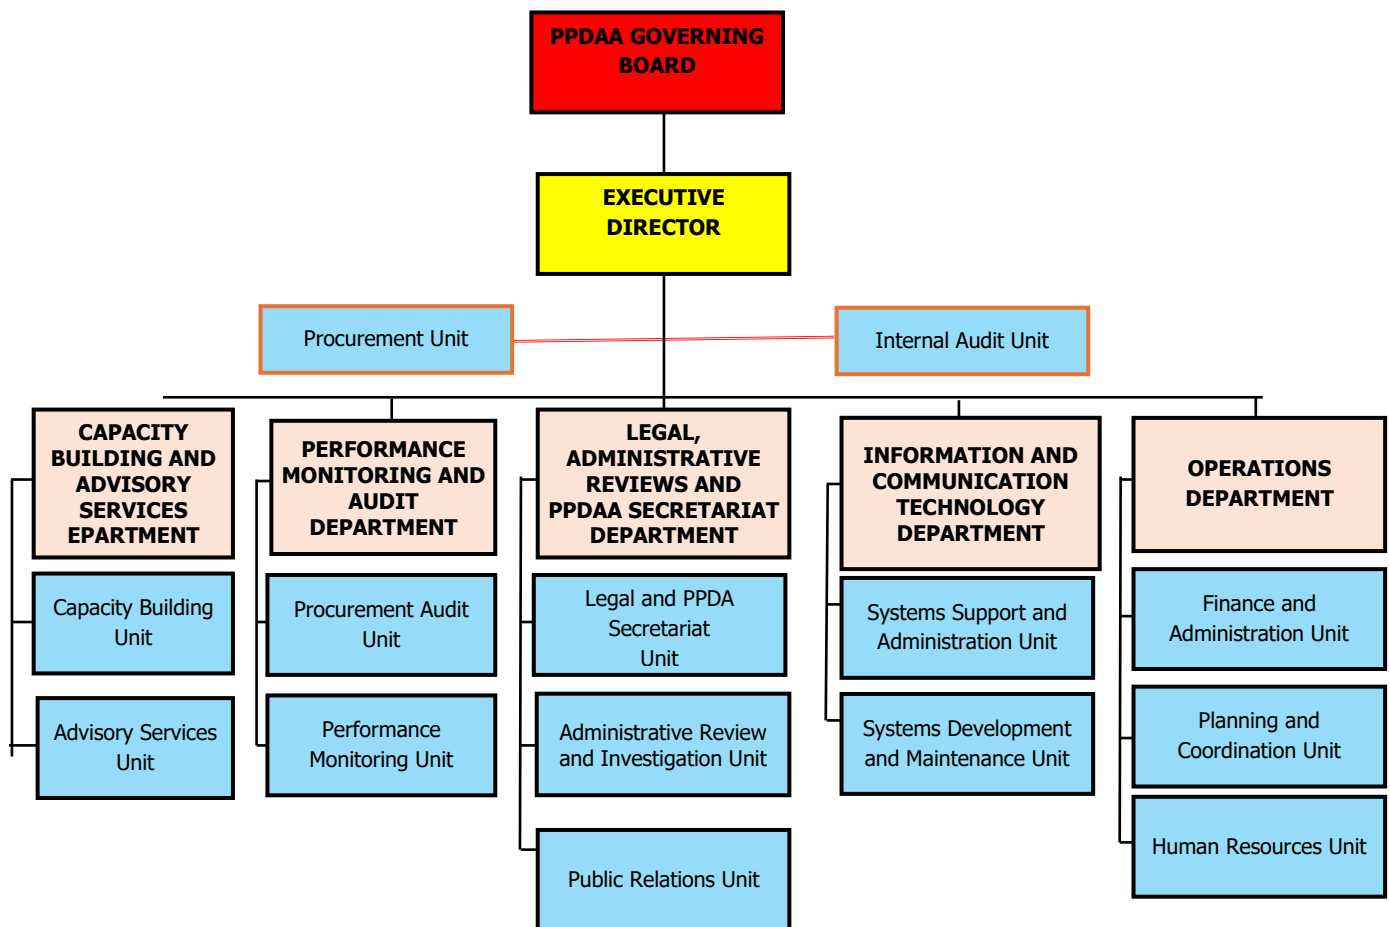 PPDAA GOVERNING
BOARD
EXECUTIVE
DIRECTOR
Procurement Unit
Internal Audit Unit
CAPACITY
BUILDING AND
ADVISORY
SERVICES
EPARTMENT
PERFORMANCE
MONITORING AND
AUDIT
DEPARTMENT
LEGAL,
ADMINISTRATIVE
REVIEWS AND
PPDAA SECRETARIAT
DEPARTMENT
INFORMATION AND
COMMUNICATION
TECHNOLOGY
DEPARTMENT
OPERATIONS
DEPARTMENT
Capacity Building
Unit
Procurement Audit
Unit
Legal and PPDA
Secretariat
Unit
Systems Support and
Administration Unit
Finance and
Administration Unit
Advisory Services
Unit
Performance
Monitoring Unit
Administrative Review
and Investigation Unit
Systems Development
and Maintenance Unit
Planning and
Coordination Unit
Public Relations Unit
Human Resources Unit